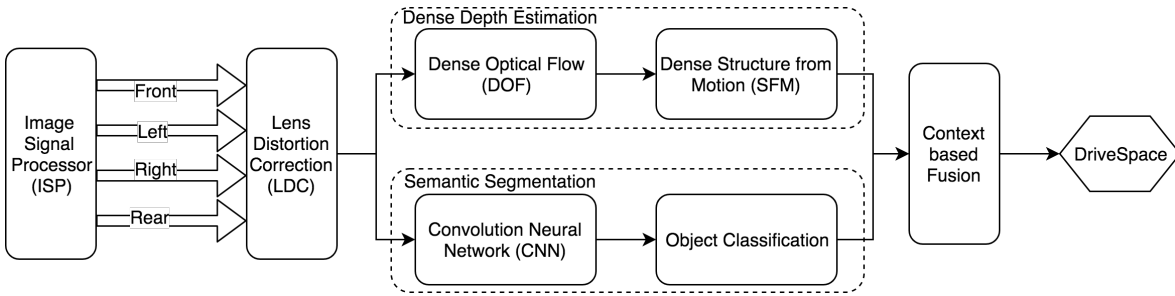 Image
Signal
Processor
(ISP)
Front
Left
Right
Rear
Lens
Distortion
Correction
(LDC)
Dense Depth Estimation
Dense Optical Flow
(DOF)
Dense Structure from
Motion (SFM)
Semantic Segmentation
Convolution Neural
Network (CNN)
Object Classification
Context
based
Fusion
DriveSpace